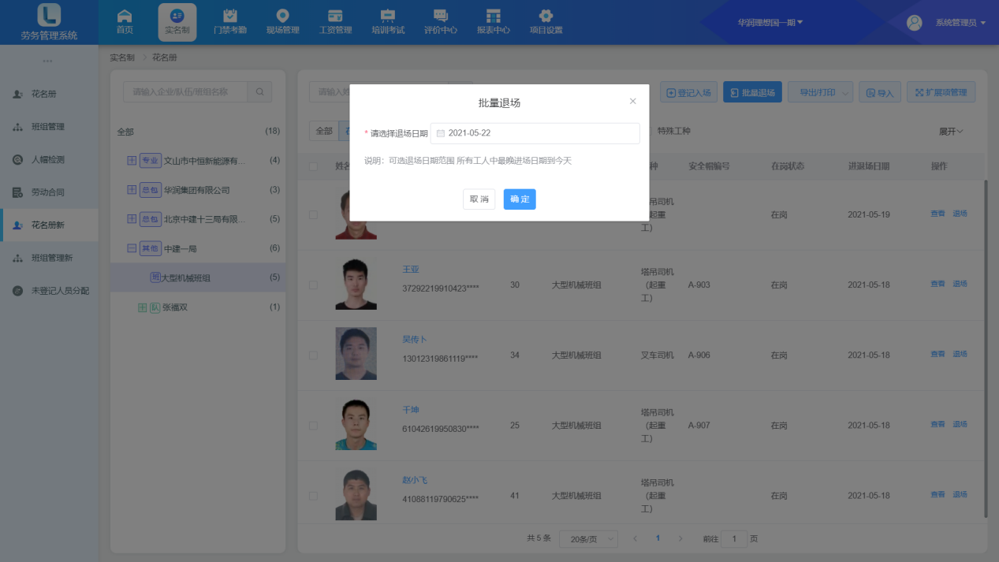 劳务管理系统
首页
实名制
门禁考勤
现场管理
工资管理
培训考试
评价中心
报表中心
项目设置
华润理想国一期
系统管理员
花名册
班组管理
人帽检测
劳动合同
花名册新
班组管理新
未登记人员分配
实名制 > 花名册
请输入企业/队伍/班组名称
全部 (18)
专业 文山市中恒新能源有... (4)
总包 华润集团有限公司 (3)
总包 北京中建十三局有限... (5)
其他 中建一局 (6)
班 大型机械班组 (5)
队 张福双 (1)
请输入姓
登记入场
批量退场
导出/打印
导入
扩展项管理
全部
特殊工种
展开
批量退场
* 请选择退场日期 2021-05-22
说明：可选退场日期范围 所有工人中最晚进场日期到今天
取消 确定
姓名 种 安全帽编号 在岗状态 进退场日期 操作
塔吊司机
（起重
工） 在岗 2021-05-19 查看 退场
王亚
37292219910423**** 30 大型机械班组 塔吊司机
（起重
工） A-903 在岗 2021-05-18 查看 退场
吴传卜
13012319861119**** 34 大型机械班组 叉车司机 A-906 在岗 2021-05-18 查看 退场
干坤
61042619950830**** 25 大型机械班组 塔吊司机
（起重
工） A-907 在岗 2021-05-18 查看 退场
赵小飞
41088119790625**** 41 大型机械班组 塔吊司机
（起重
工） 在岗 2021-05-18 查看 退场
共 5 条 20条/页 < 1 > 前往 1 页